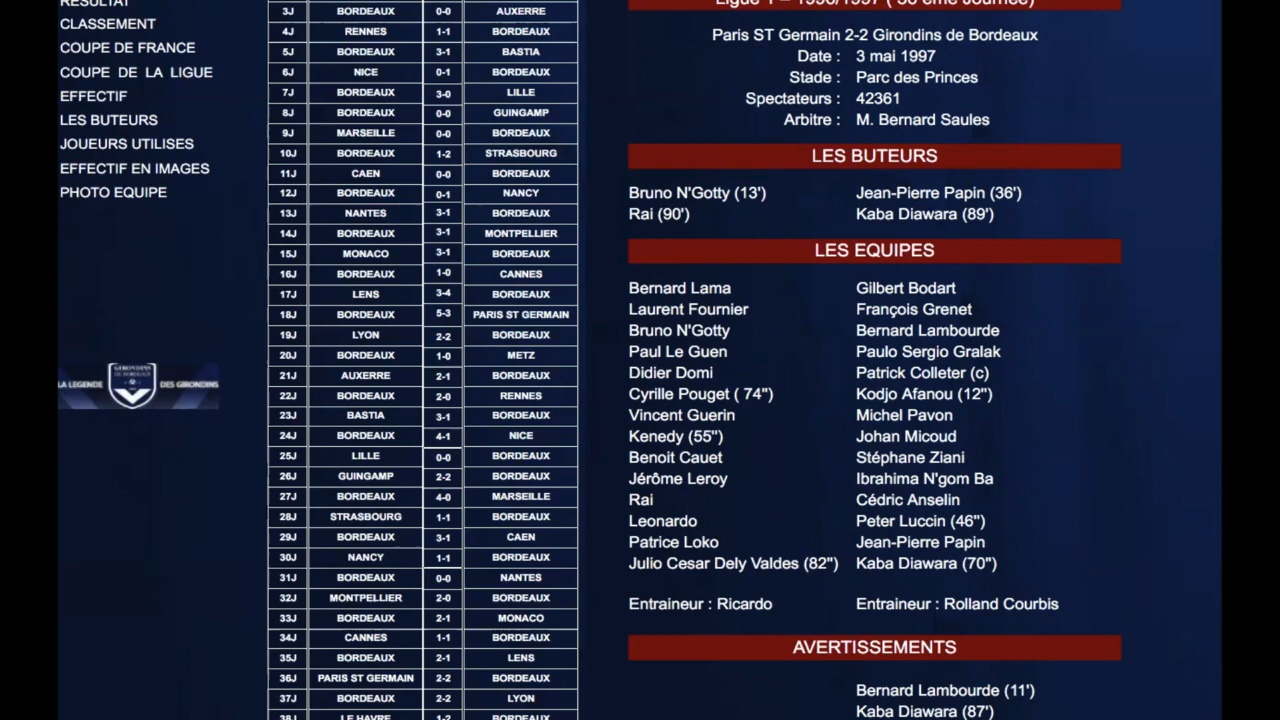 RESULTAT
CLASSEMENT
COUPE DE FRANCE
COUPE DE LA LIGUE
EFFECTIF
LES BUTEURS
JOUEURS UTILISES
EFFECTIF EN IMAGES
PHOTO EQUIPE
LA LEGENDE GIRONDINS DE BORDEAUX DES GIRONDINS
3J BORDEAUX 0-0 AUXERRE
4J RENNES 1-1 BORDEAUX
5J BORDEAUX 3-1 BASTIA
6J NICE 0-1 BORDEAUX
7J BORDEAUX 3-0 LILLE
8J BORDEAUX 0-0 GUINGAMP
9J MARSEILLE 0-0 BORDEAUX
10J BORDEAUX 1-2 STRASBOURG
11J CAEN 0-0 BORDEAUX
12J BORDEAUX 0-1 NANCY
13J NANTES 3-1 BORDEAUX
14J BORDEAUX 3-1 MONTPELLIER
15J MONACO 3-1 BORDEAUX
16J BORDEAUX 1-0 CANNES
17J LENS 3-4 BORDEAUX
18J BORDEAUX 5-3 PARIS ST GERMAIN
19J LYON 2-2 BORDEAUX
20J BORDEAUX 1-0 METZ
21J AUXERRE 2-1 BORDEAUX
22J BORDEAUX 2-0 RENNES
23J BASTIA 3-1 BORDEAUX
24J BORDEAUX 4-1 NICE
25J LILLE 0-0 BORDEAUX
26J GUINGAMP 2-2 BORDEAUX
27J BORDEAUX 4-0 MARSEILLE
28J STRASBOURG 1-1 BORDEAUX
29J BORDEAUX 3-1 CAEN
30J NANCY 1-1 BORDEAUX
31J BORDEAUX 0-0 NANTES
32J MONTPELLIER 2-0 BORDEAUX
33J BORDEAUX 2-1 MONACO
34J CANNES 1-1 BORDEAUX
35J BORDEAUX 2-1 LENS
36J PARIS ST GERMAIN 2-2 BORDEAUX
37J BORDEAUX 2-2 LYON
38J LE HAVRE 1-2 BORDEAUX
Ligue 1 – 1996/1997 ( 36 ème Journée)
Paris ST Germain 2-2 Girondins de Bordeaux
Date : 3 mai 1997
Stade : Parc des Princes
Spectateurs : 42361
Arbitre : M. Bernard Saules
LES BUTEURS
Bruno N'Gotty (13') Jean-Pierre Papin (36')
Rai (90') Kaba Diawara (89')
LES EQUIPES
Bernard Lama Gilbert Bodart
Laurent Fournier François Grenet
Bruno N'Gotty Bernard Lambourde
Paul Le Guen Paulo Sergio Gralak
Didier Domi Patrick Colleter (c)
Cyrille Pouget ( 74") Kodjo Afanou (12")
Vincent Guerin Michel Pavon
Kenedy (55") Johan Micoud
Benoit Cauet Stéphane Ziani
Jérôme Leroy Ibrahima N'gom Ba
Rai Cédric Anselin
Leonardo Peter Luccin (46")
Patrice Loko Jean-Pierre Papin
Julio Cesar Dely Valdes (82") Kaba Diawara (70")
Entraineur : Ricardo Entraineur : Rolland Courbis
AVERTISSEMENTS
Bernard Lambourde (11')
Kaba Diawara (87')